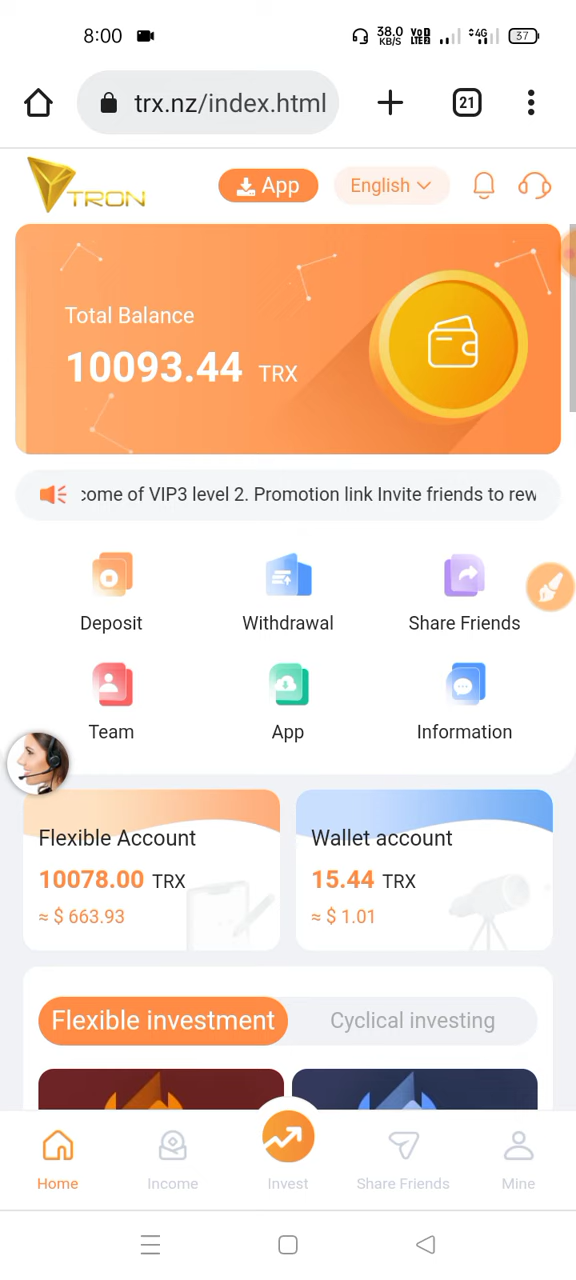 8:00 38.0 KB/S Vo LTE 4G 37
trx.nz/index.html 21
TRON App English
Total Balance
10093.44 TRX
come of VIP3 level 2. Promotion link Invite friends to rew
Deposit Withdrawal Share Friends
Team App Information
Flexible Account Wallet account
10078.00 TRX 15.44 TRX
≈ $ 663.93 ≈ $ 1.01
Flexible investment Cyclical investing
Home Income Invest Share Friends Mine